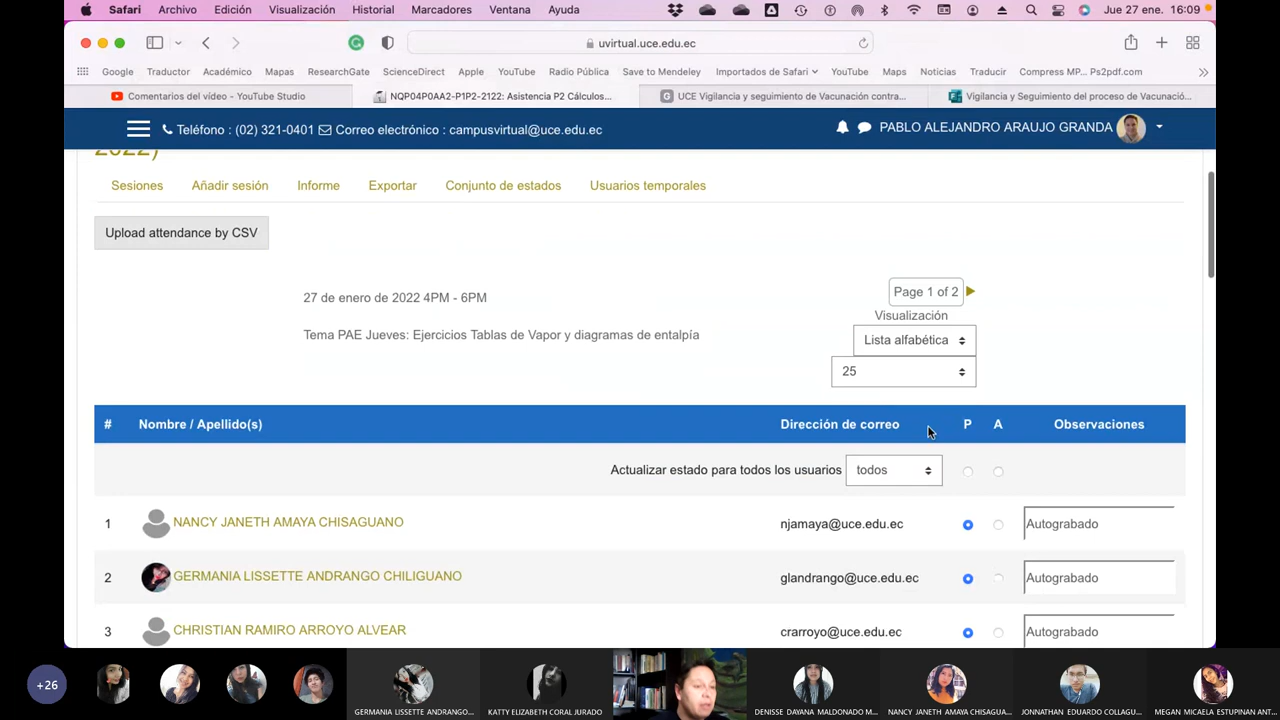 Safari Archivo Edición Visualización Historial Marcadores Ventana Ayuda Jue 27 ene. 16:09
uvirtual.uce.edu.ec
Google Traductor Académico Mapas ResearchGate ScienceDirect Apple YouTube Radio Pública Save to Mendeley Importados de Safari YouTube Maps Noticias Traducir Compress MP... Ps2pdf.com
Comentarios del vídeo - YouTube Studio NQP04P0AA2-P1P2-2122: Asistencia P2 Cálculos... UCE Vigilancia y seguimiento de Vacunación contra... Vigilancia y Seguimiento del proceso de Vacunació...
Teléfono : (02) 321-0401 Correo electrónico : campusvirtual@uce.edu.ec PABLO ALEJANDRO ARAUJO GRANDA
2022)
Sesiones Añadir sesión Informe Exportar Conjunto de estados Usuarios temporales
Upload attendance by CSV
27 de enero de 2022 4PM - 6PM Page 1 of 2
Visualización
Tema PAE Jueves: Ejercicios Tablas de Vapor y diagramas de entalpía Lista alfabética
25
# Nombre / Apellido(s) Dirección de correo P A Observaciones
Actualizar estado para todos los usuarios todos
1 NANCY JANETH AMAYA CHISAGUANO njamaya@uce.edu.ec Autograbado
2 GERMANIA LISSETTE ANDRANGO CHILIGUANO glandrango@uce.edu.ec Autograbado
3 CHRISTIAN RAMIRO ARROYO ALVEAR crarroyo@uce.edu.ec Autograbado
+26
GERMANIA LISSETTE ANDRANGO... KATTY ELIZABETH CORAL JURADO DENISSE DAYANA MALDONADO M... NANCY JANETH AMAYA CHISAGUA... JONNATHAN EDUARDO COLLAGU... MEGAN MICAELA ESTUPINAN ANT...